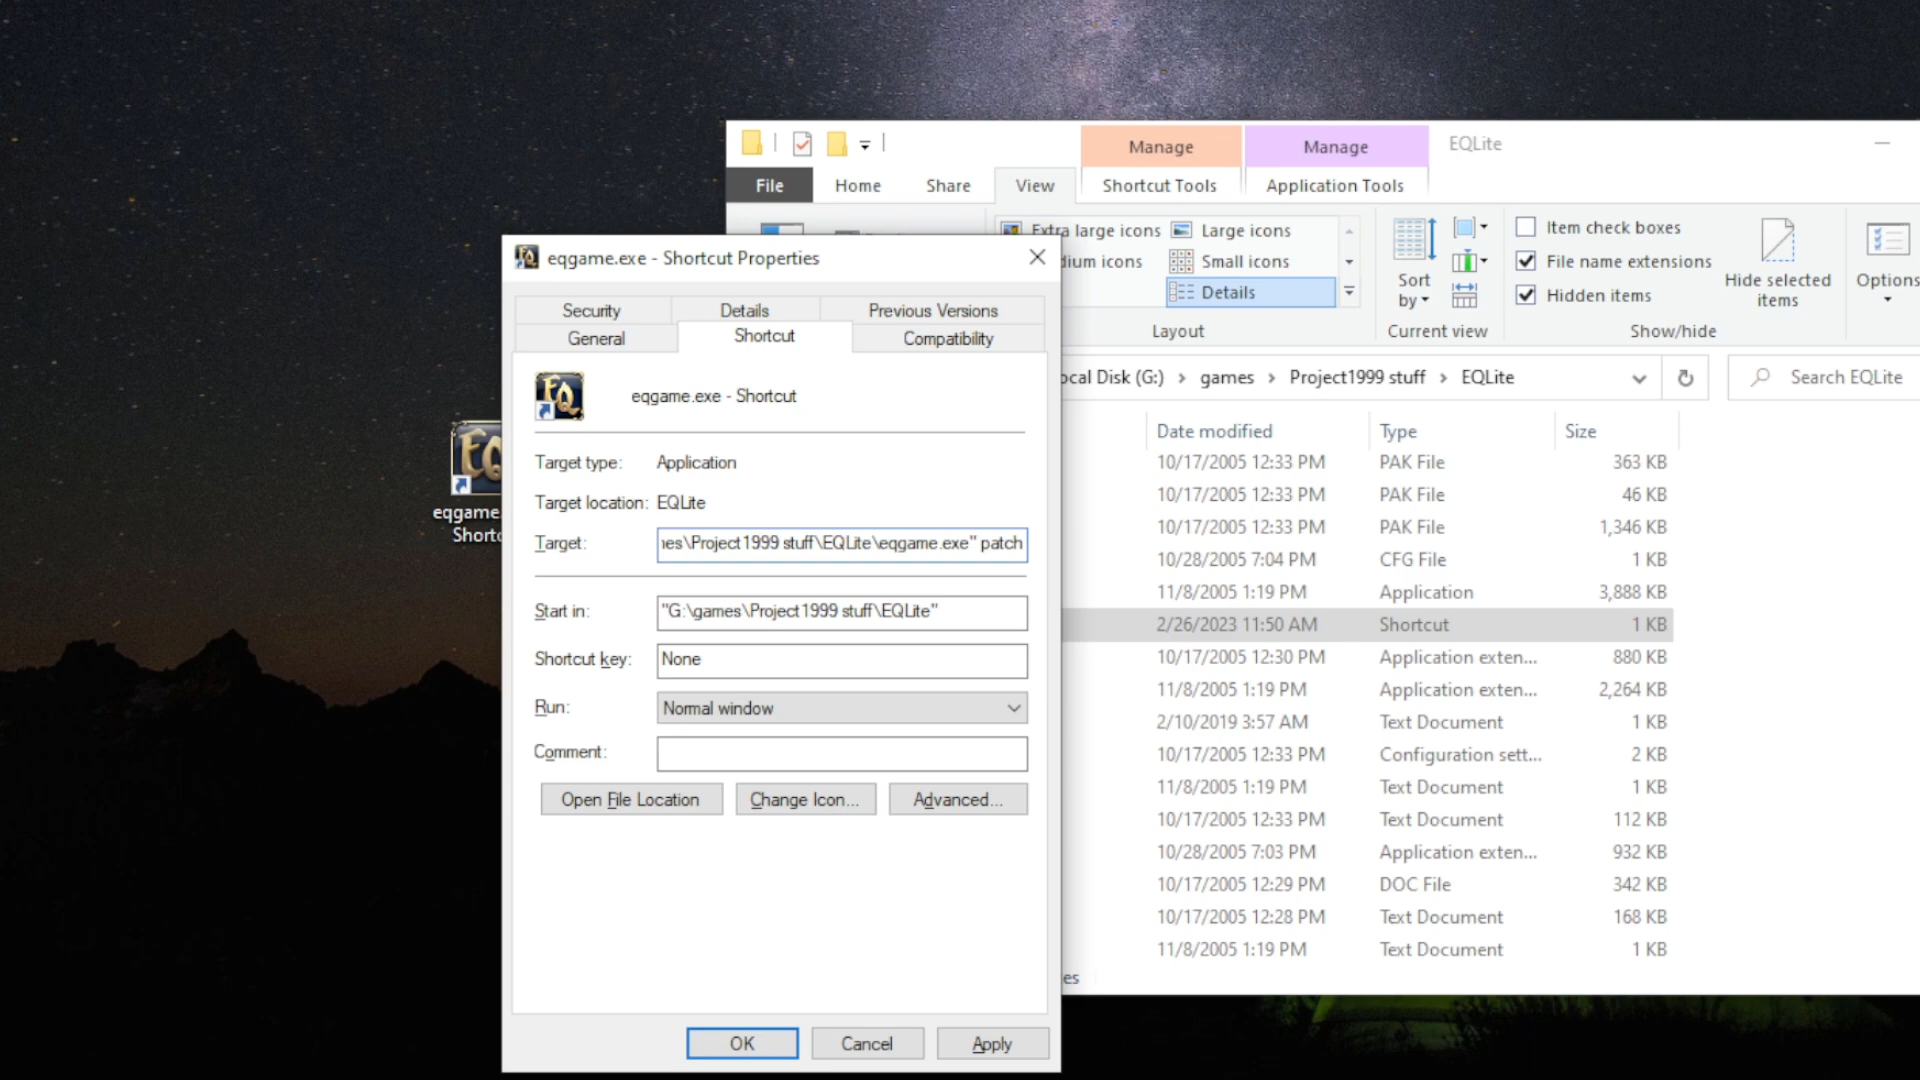 Manage
Manage
EQLite
File
Home
Share
View
Shortcut Tools
Application Tools
Extra large icons
Large icons
Small icons
Details
Layout
Sort by
Current view
Item check boxes
File name extensions
Hidden items
Hide selected items
Show/hide
Options
eqgame.exe - Shortcut Properties
Security
Details
Previous Versions
General
Shortcut
Compatibility
eqgame.exe - Shortcut
Target type: Application
Target location: EQLite
Target: es\Project1999 stuff\EQLite\eqgame.exe" patch
Start in: "G:\games\Project1999 stuff\EQLite"
Shortcut key: None
Run: Normal window
Comment:
Open File Location
Change Icon...
Advanced...
OK
Cancel
Apply
EQ
eqgame.
Shortc
ocal Disk (G:) › games › Project1999 stuff › EQLite
Search EQLite
Date modified Type Size
10/17/2005 12:33 PM PAK File 363 KB
10/17/2005 12:33 PM PAK File 46 KB
10/17/2005 12:33 PM PAK File 1,346 KB
10/28/2005 7:04 PM CFG File 1 KB
11/8/2005 1:19 PM Application 3,888 KB
2/26/2023 11:50 AM Shortcut 1 KB
10/17/2005 12:30 PM Application exten... 880 KB
11/8/2005 1:19 PM Application exten... 2,264 KB
2/10/2019 3:57 AM Text Document 1 KB
10/17/2005 12:33 PM Configuration sett... 2 KB
11/8/2005 1:19 PM Text Document 1 KB
10/17/2005 12:33 PM Text Document 112 KB
10/28/2005 7:03 PM Application exten... 932 KB
10/17/2005 12:29 PM DOC File 342 KB
10/17/2005 12:28 PM Text Document 168 KB
11/8/2005 1:19 PM Text Document 1 KB
es